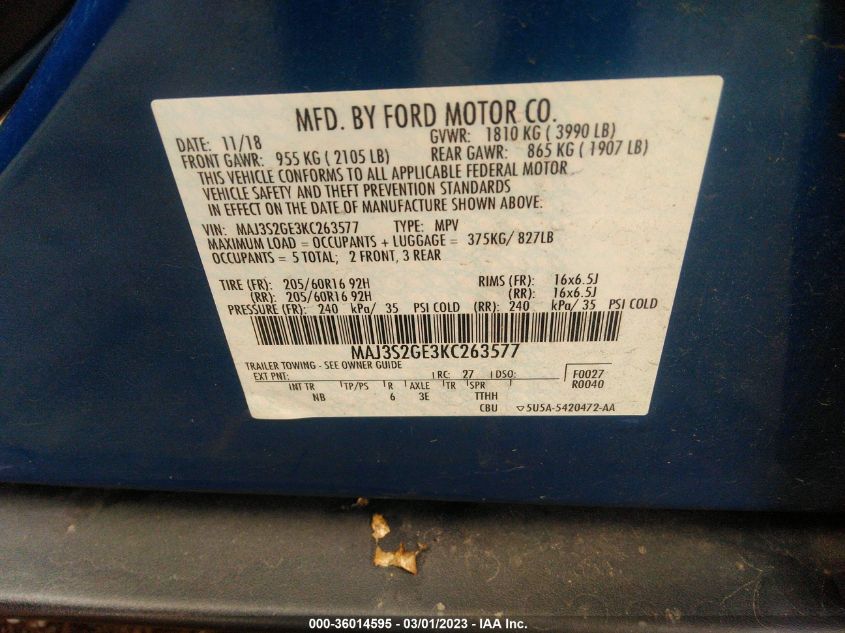 MFD. BY FORD MOTOR CO.
DATE: 11/18 GVWR: 1810 KG ( 3990 LB)
FRONT GAWR: 955 KG ( 2105 LB) REAR GAWR: 865 KG ( 1907 LB)
THIS VEHICLE CONFORMS TO ALL APPLICABLE FEDERAL MOTOR
VEHICLE SAFETY AND THEFT PREVENTION STANDARDS
IN EFFECT ON THE DATE OF MANUFACTURE SHOWN ABOVE:
VIN: MAJ3S2GE3KC263577 TYPE: MPV
MAXIMUM LOAD = OCCUPANTS + LUGGAGE = 375KG/ 827LB
OCCUPANTS = 5 TOTAL; 2 FRONT, 3 REAR
TIRE (FR): 205/60R16 92H RIMS (FR): 16x6.5J
(RR): 205/60R16 92H (RR): 16x6.5J
PRESSURE (FR): 240 kPa/ 35 PSI COLD (RR): 240 kPa/ 35 PSI COLD
MAJ3S2GE3KC263577
TRAILER TOWING - SEE OWNER GUIDE
EXT PNT: RC: 27 DSO: F0027
R0040
INT TR TP/PS R AXLE TR SPR
NB 6 3E TTHH
CBU 5U5A-5420472-AA
000-36014595 - 03/01/2023 - IAA Inc.